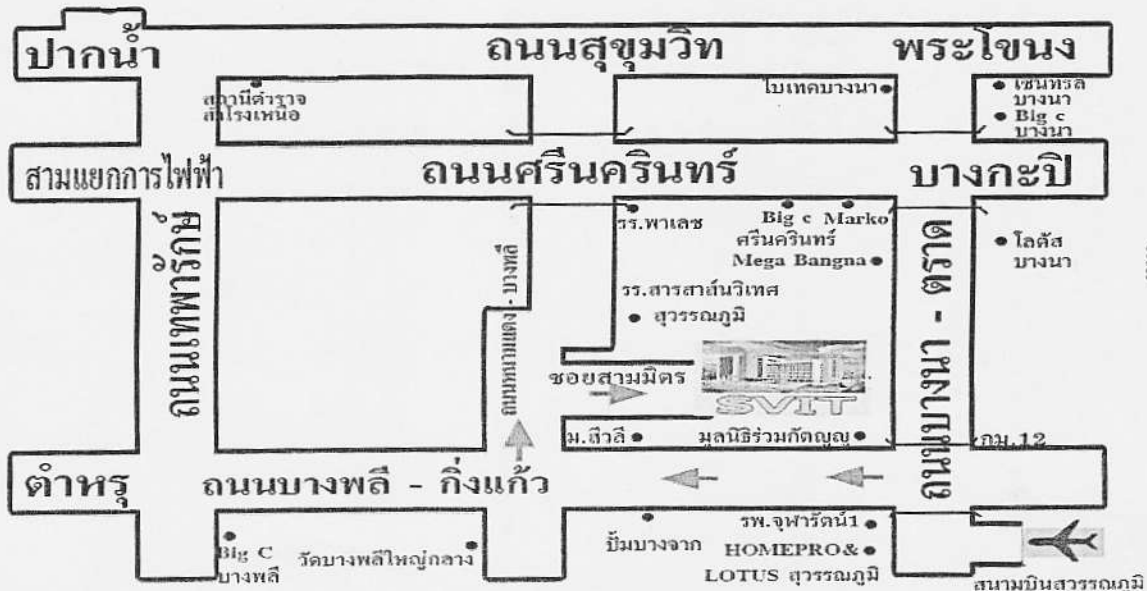 ปากน้ำ
ถนนสุขุมวิท
พระโขนง
สถานีตำรวจ
สำโรงเหนือ
ไบเทคบางนา
เซ็นทรัล
บางนา
Big c
บางนา
สามแยกการไฟฟ้า
ถนนศรีนครินทร์
บางกะปิ
ถนนเทพารักษ์
รร.พาเลซ
Big c Marko
ศรีนครินทร์
Mega Bangna
โลตัส
บางนา
ถนนบางนา - ตราด
ถนนหนามแดง - บางพลี
รร.สารสาสน์วิเทศ
สุวรรณภูมิ
ซอยสามมิตร
SVIT
ม.สีวลี
มูลนิธิร่วมกตัญญู
กม.12
ตำหรุ
ถนนบางพลี - กิ่งแก้ว
Big C
บางพลี
วัดบางพลีใหญ่กลาง
ปั๊มบางจาก
รพ.จุฬารัตน์1
HOMEPRO&
LOTUS สุวรรณภูมิ
สนามบินสุวรรณภูมิ